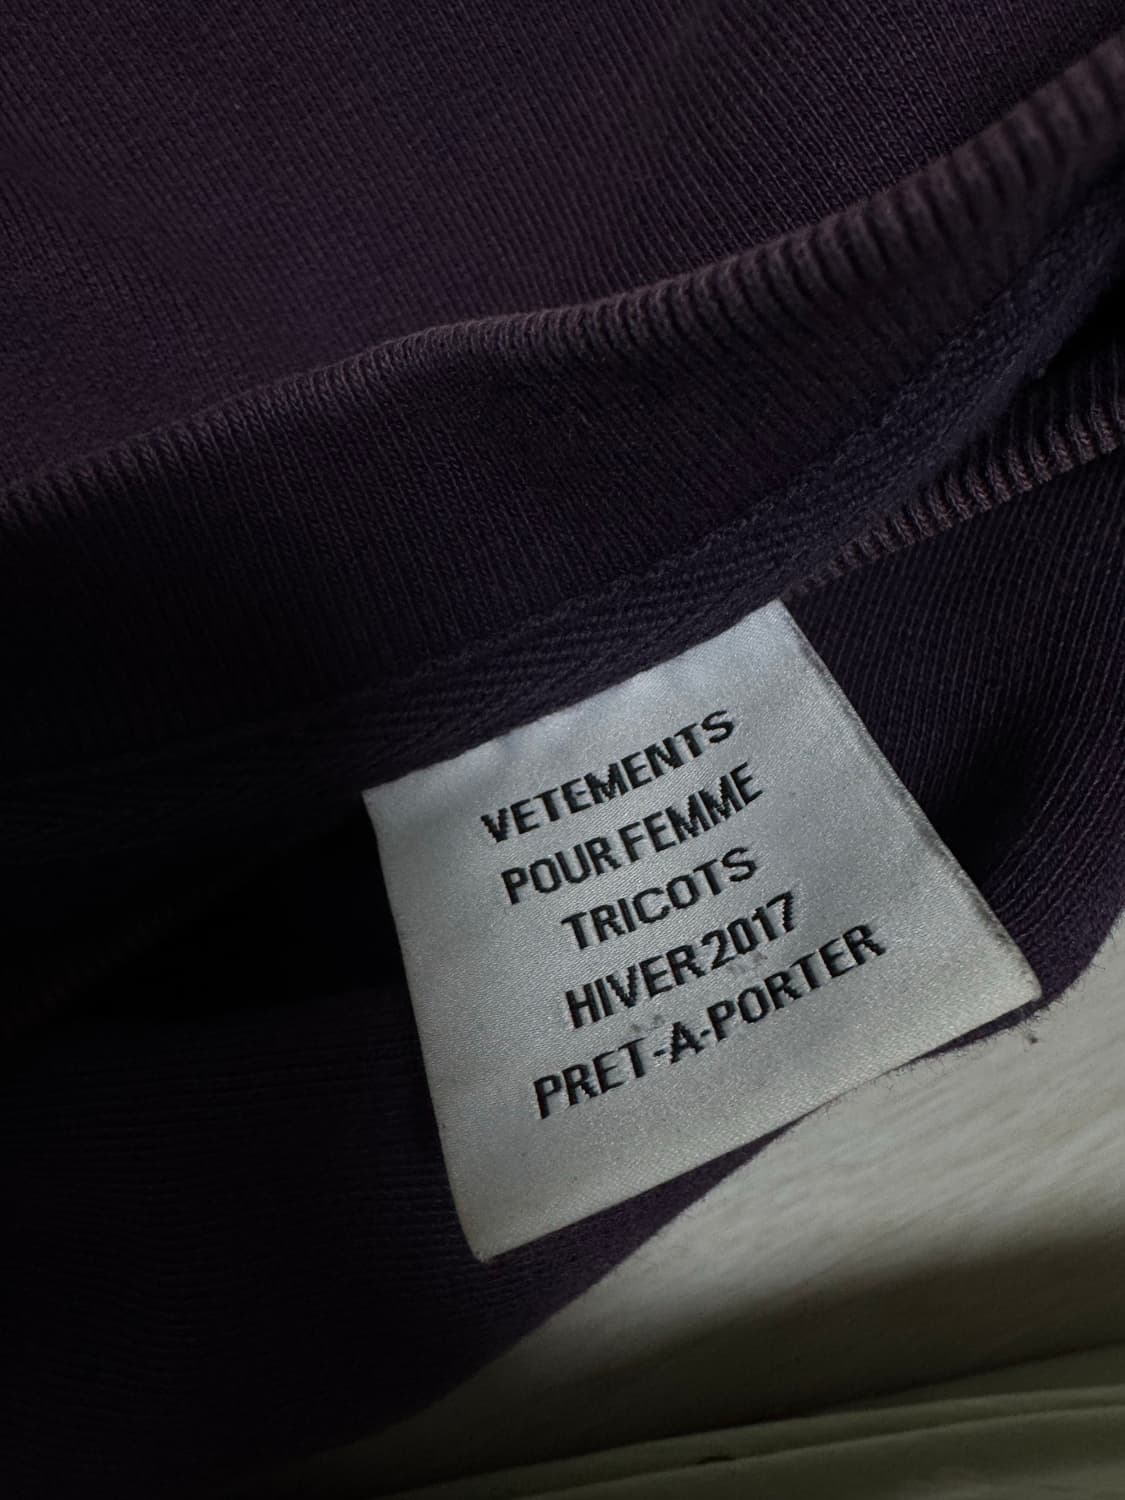 VETEMENTS
POUR FEMME
TRICOTS
HIVER 2017
PRET-A-PORTER